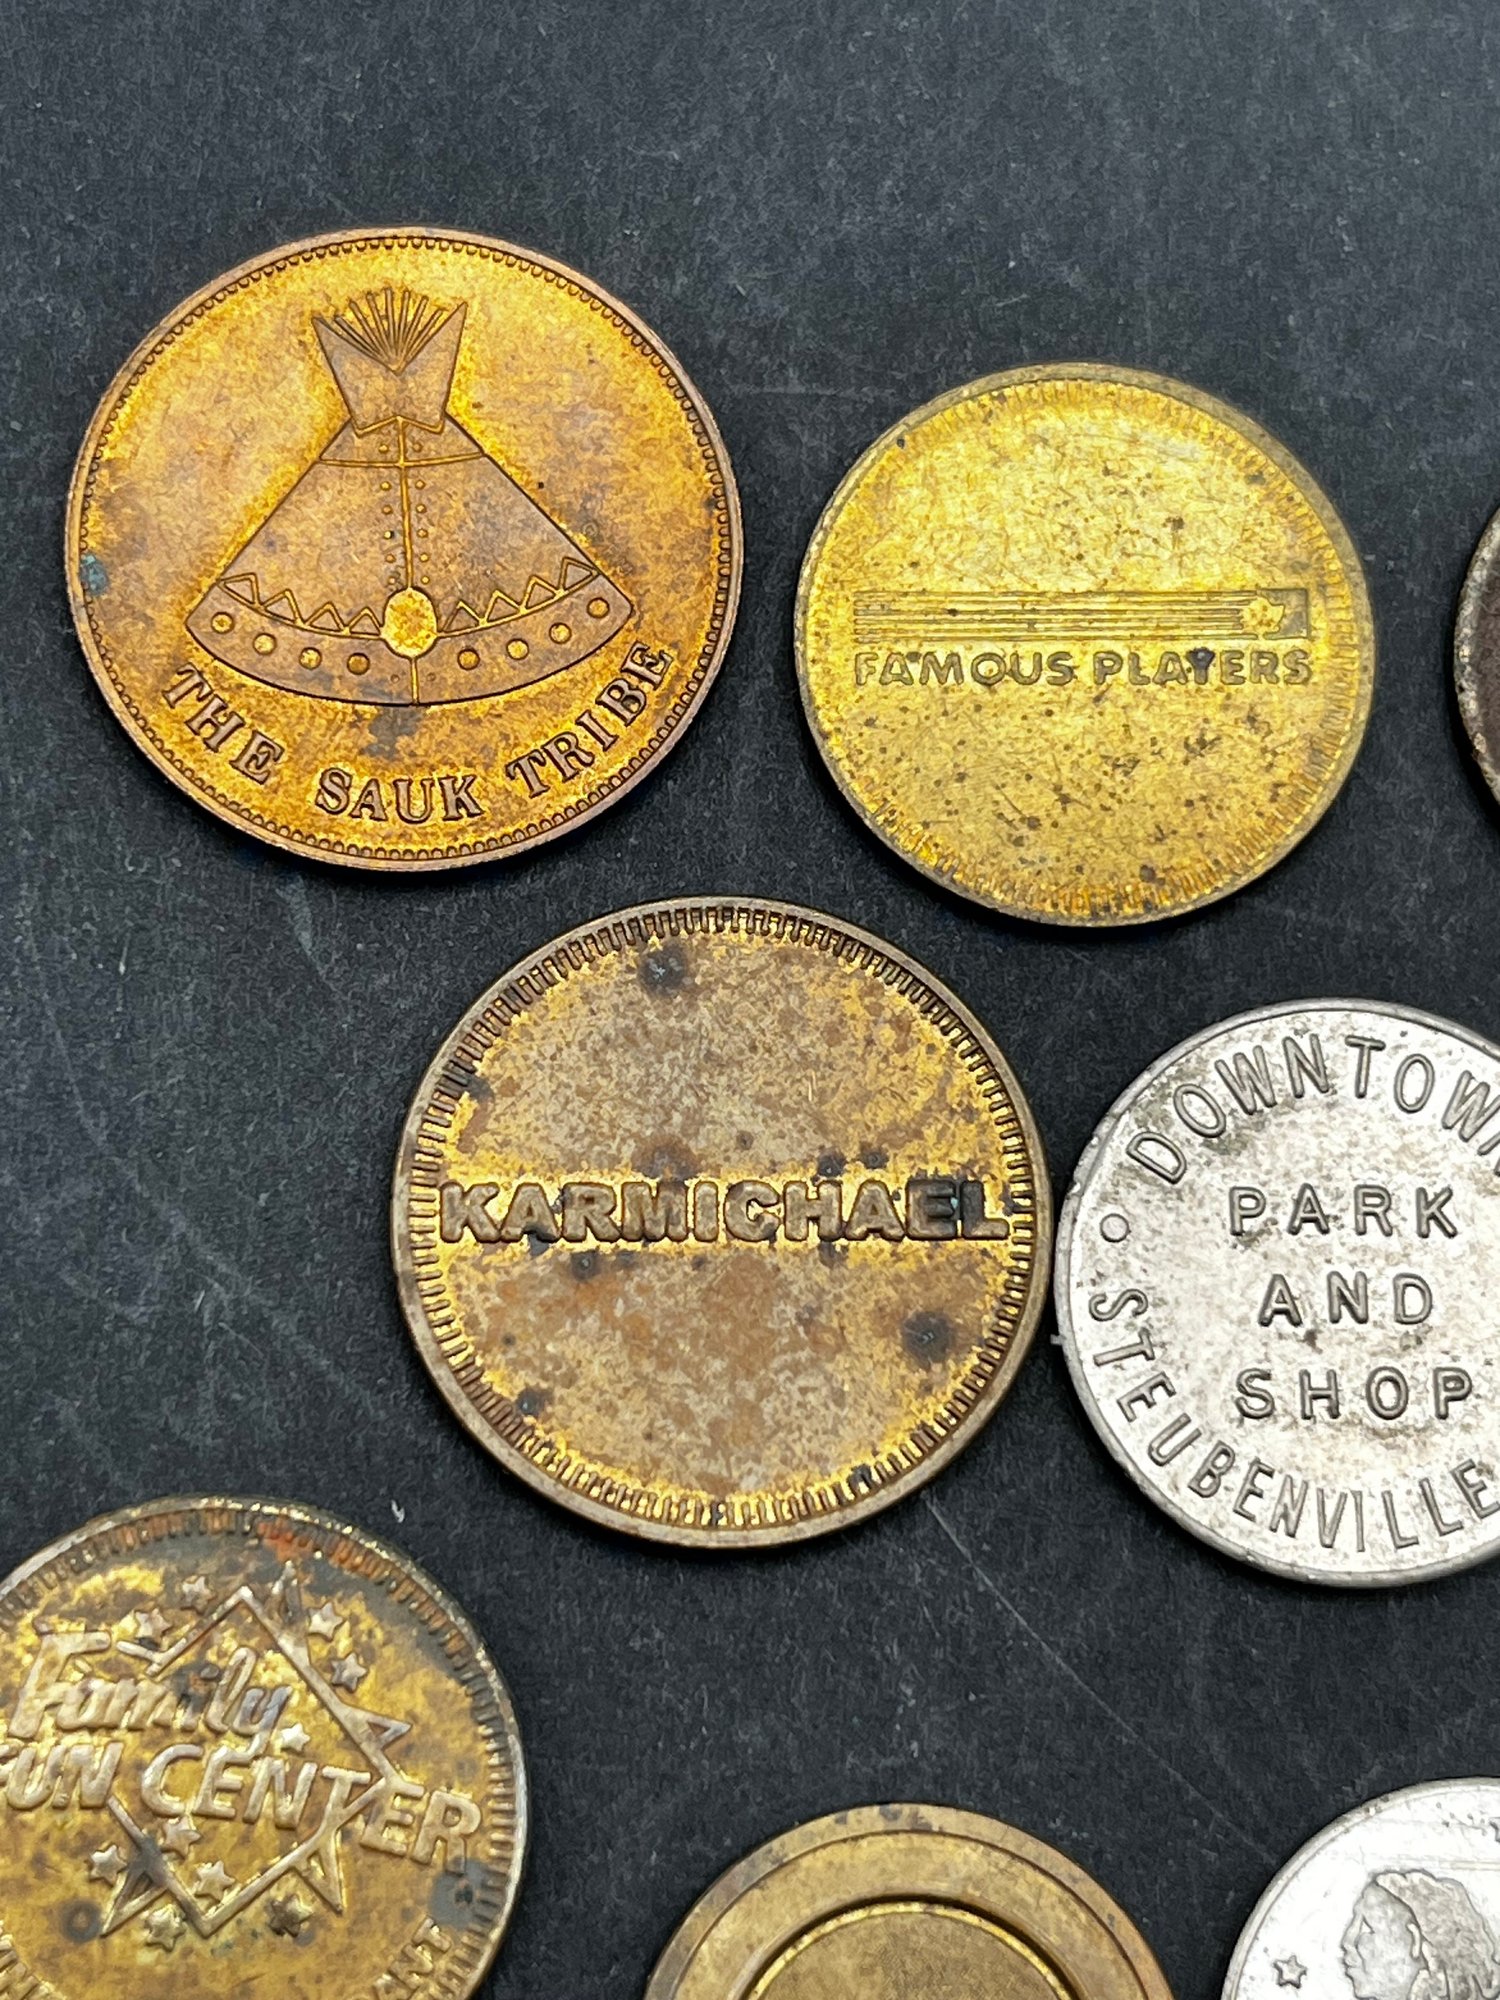 THE SAUK TRIBE
FAMOUS PLAYERS
KARMICHAEL
DOWNTOWN
PARK
AND
SHOP
STEUBENVILLE
Family
FUN CENTER